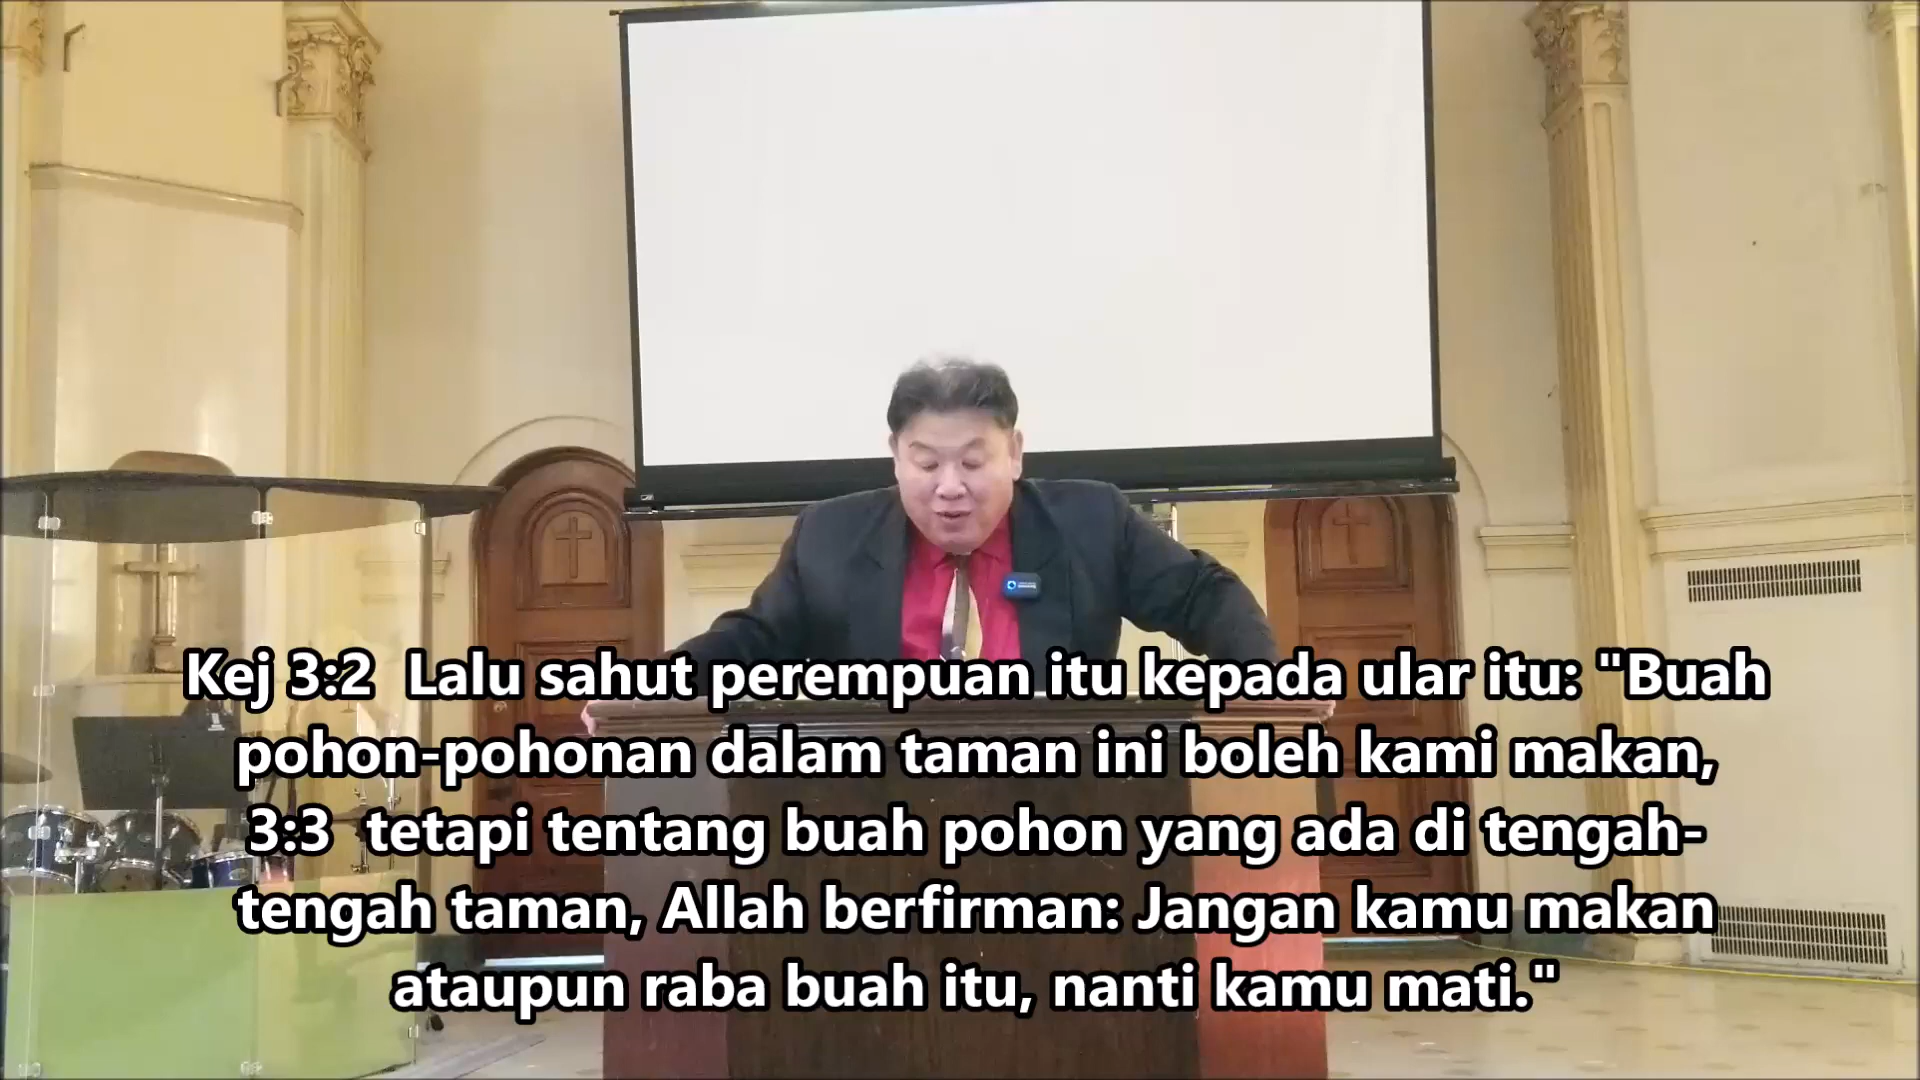 Kej 3:2  Lalu sahut perempuan itu kepada ular itu: "Buah
pohon-pohonan dalam taman ini boleh kami makan,
3:3  tetapi tentang buah pohon yang ada di tengah-
tengah taman, Allah berfirman: Jangan kamu makan
ataupun raba buah itu, nanti kamu mati."